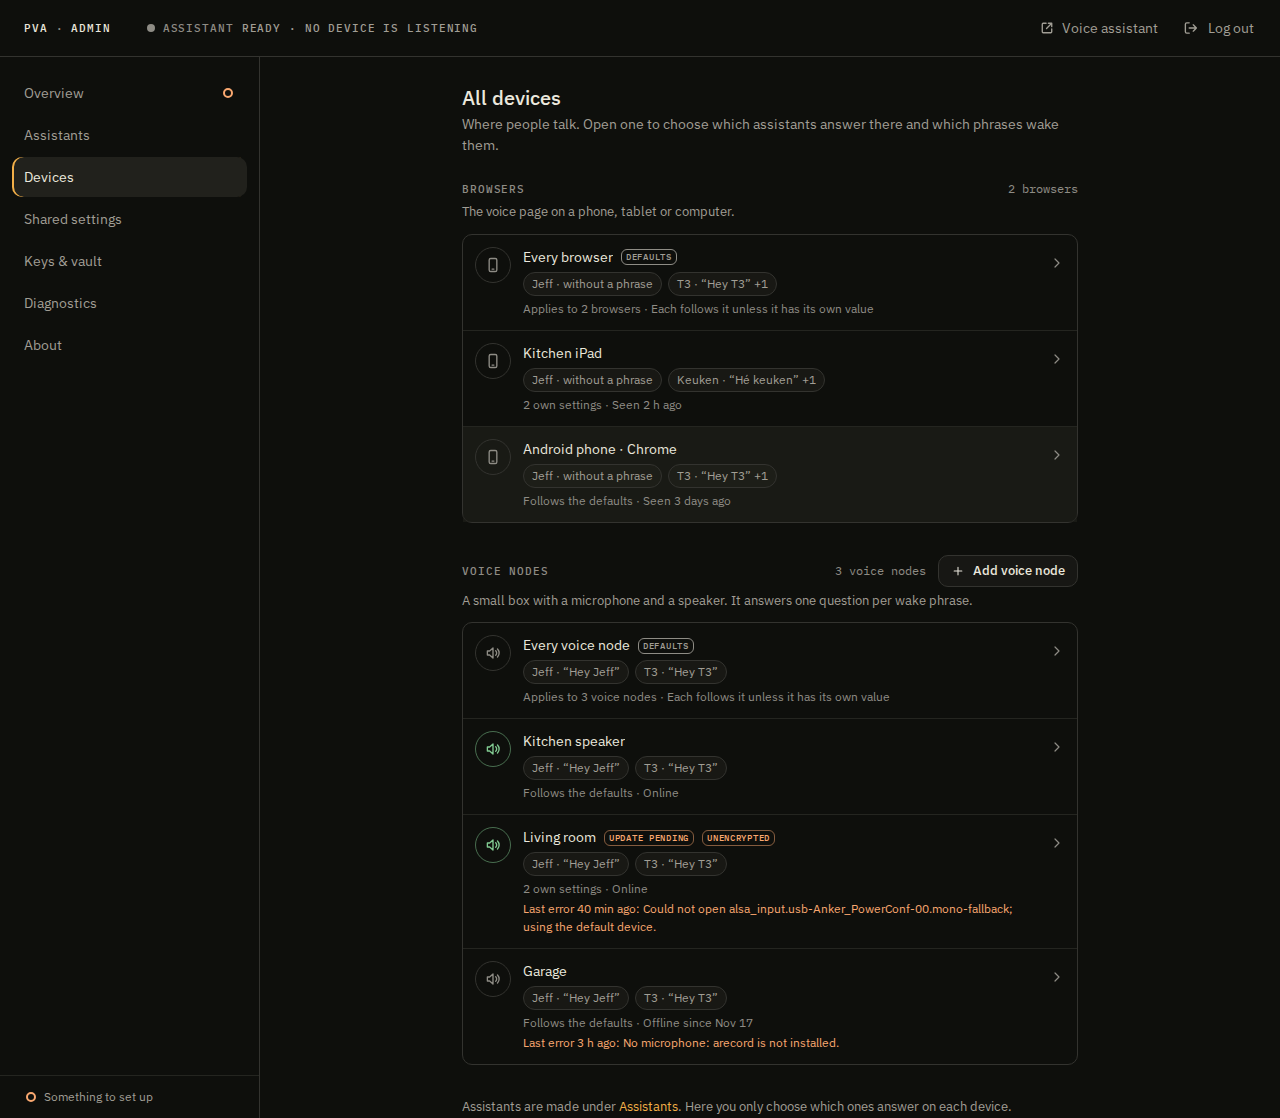 PVA · ADMIN
ASSISTANT READY · NO DEVICE IS LISTENING
Voice assistant
Log out
Overview
Assistants
Devices
Shared settings
Keys & vault
Diagnostics
About
Something to set up
All devices
Where people talk. Open one to choose which assistants answer there and which phrases wake
them.
BROWSERS
2 browsers
The voice page on a phone, tablet or computer.
Every browser DEFAULTS
Jeff · without a phrase T3 · “Hey T3” +1
Applies to 2 browsers · Each follows it unless it has its own value
Kitchen iPad
Jeff · without a phrase Keuken · “Hé keuken” +1
2 own settings · Seen 2 h ago
Android phone · Chrome
Jeff · without a phrase T3 · “Hey T3” +1
Follows the defaults · Seen 3 days ago
VOICE NODES
3 voice nodes
Add voice node
A small box with a microphone and a speaker. It answers one question per wake phrase.
Every voice node DEFAULTS
Jeff · “Hey Jeff” T3 · “Hey T3”
Applies to 3 voice nodes · Each follows it unless it has its own value
Kitchen speaker
Jeff · “Hey Jeff” T3 · “Hey T3”
Follows the defaults · Online
Living room UPDATE PENDING UNENCRYPTED
Jeff · “Hey Jeff” T3 · “Hey T3”
2 own settings · Online
Last error 40 min ago: Could not open alsa_input.usb-Anker_PowerConf-00.mono-fallback;
using the default device.
Garage
Jeff · “Hey Jeff” T3 · “Hey T3”
Follows the defaults · Offline since Nov 17
Last error 3 h ago: No microphone: arecord is not installed.
Assistants are made under Assistants. Here you only choose which ones answer on each device.